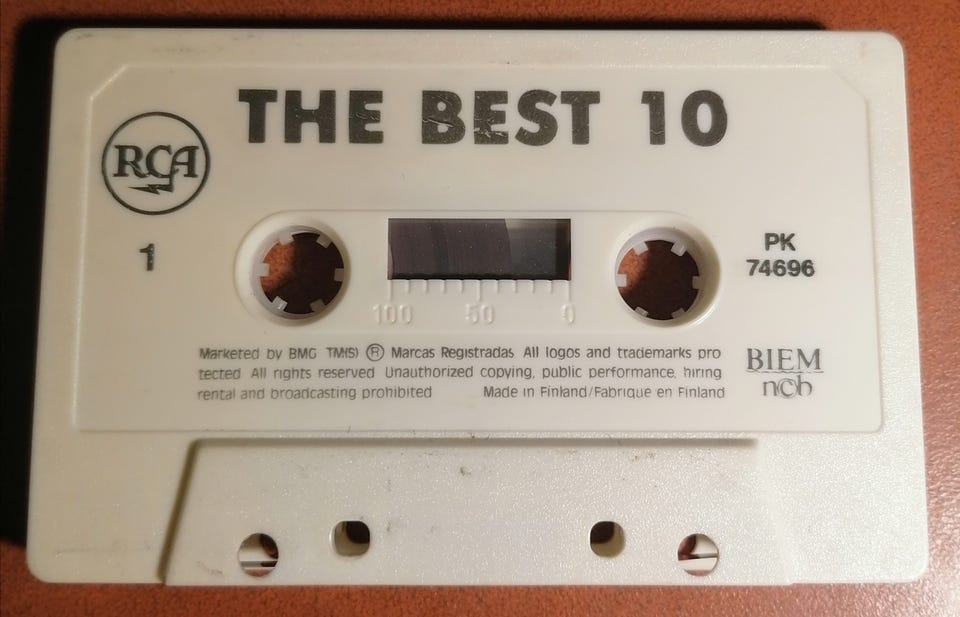 THE BEST 10
RCA
1
PK
74696
100 50 0
Marketed by BMG TM(S) ® Marcas Registradas All logos and trademarks pro
tected All rights reserved Unauthorized copying, public performance, hiring
rental and broadcasting prohibited Made in Finland/Fabrique en Finland
BIEM
ncb